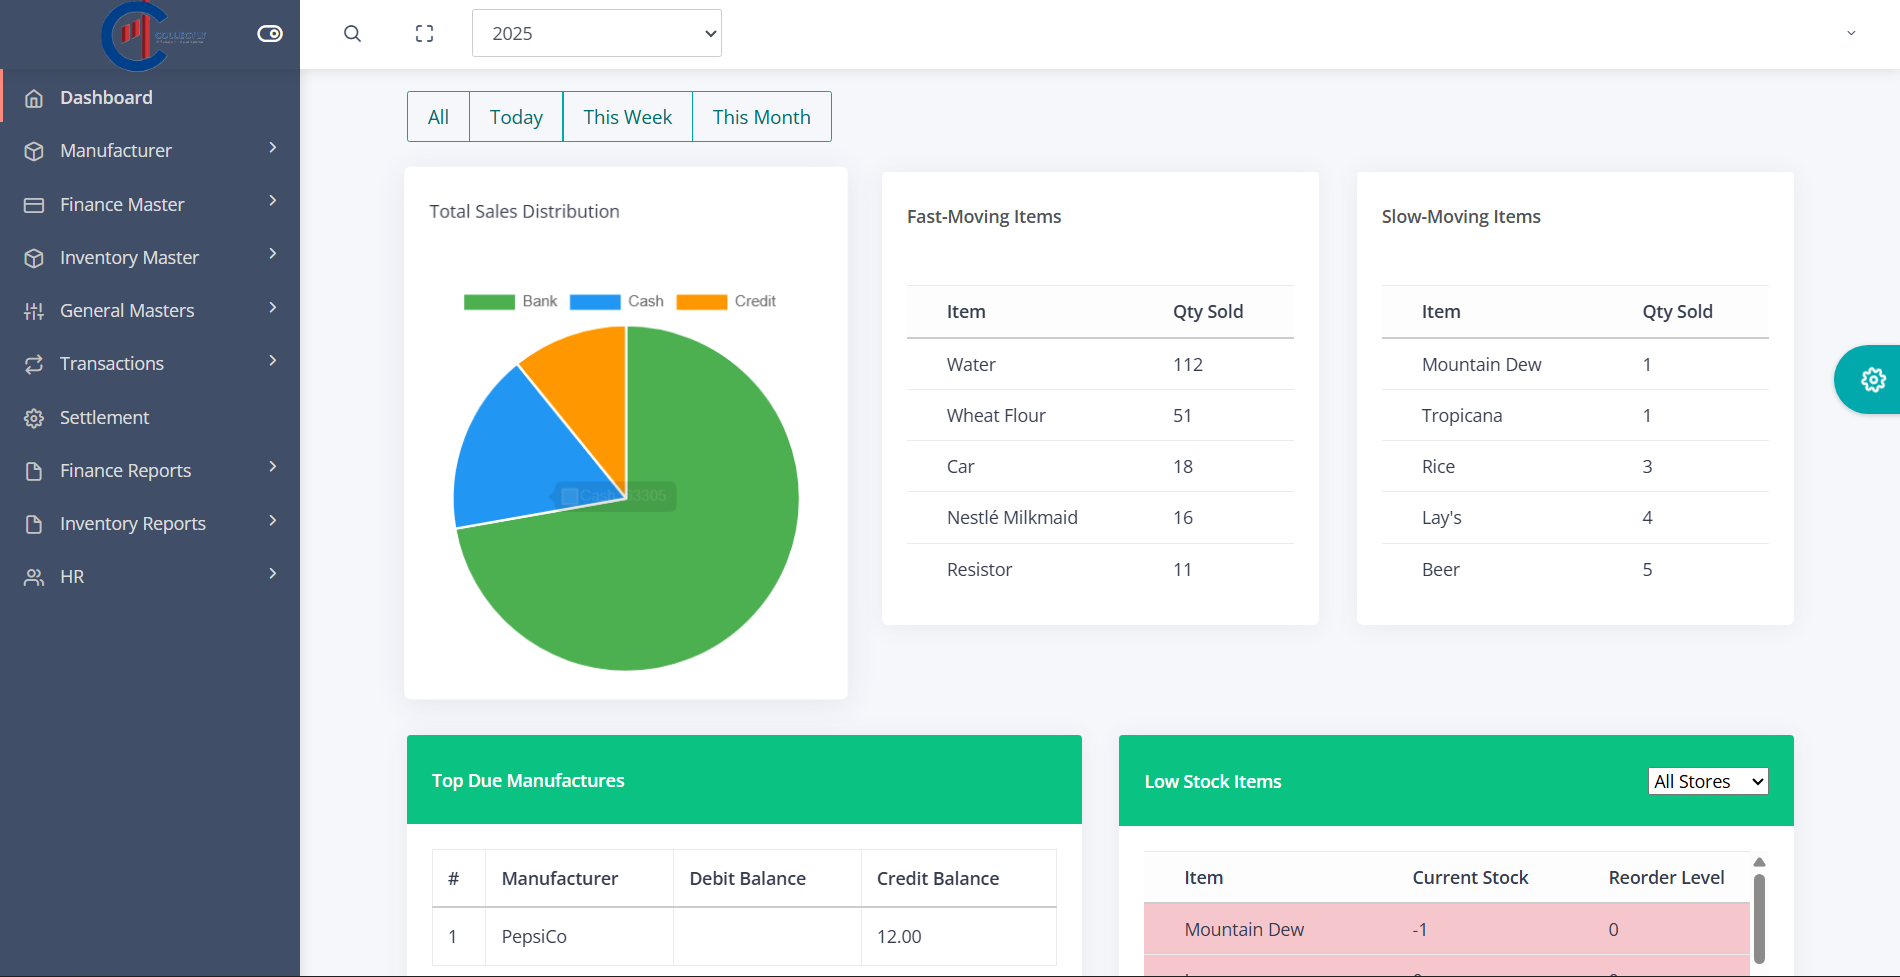 COLLECTLY
2025
Dashboard
Manufacturer
Finance Master
Inventory Master
General Masters
Transactions
Settlement
Finance Reports
Inventory Reports
HR
All
Today
This Week
This Month
Total Sales Distribution
Bank
Cash
Credit
Fast-Moving Items
Item Qty Sold
Water 112
Wheat Flour 51
Car 18
Nestlé Milkmaid 16
Resistor 11
Slow-Moving Items
Item Qty Sold
Mountain Dew 1
Tropicana 1
Rice 3
Lay's 4
Beer 5
Top Due Manufactures
# Manufacturer Debit Balance Credit Balance
1 PepsiCo 12.00
Low Stock Items
All Stores
Item Current Stock Reorder Level
Mountain Dew -1 0